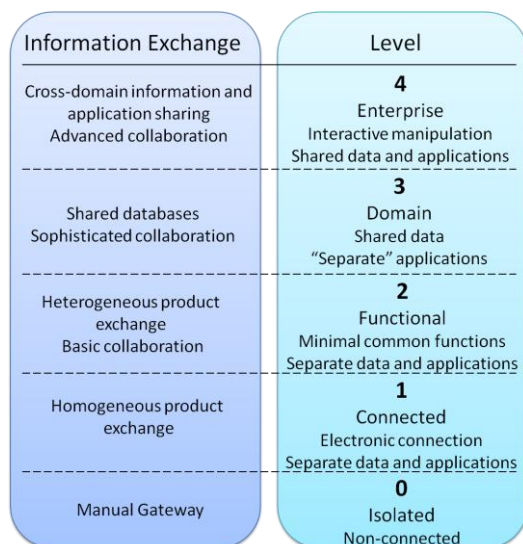 Information Exchange
Level
Cross-domain information and
application sharing
Advanced collaboration
4
Enterprise
Interactive manipulation
Shared data and applications
Shared databases
Sophisticated collaboration
3
Domain
Shared data
“Separate” applications
Heterogeneous product
exchange
Basic collaboration
2
Functional
Minimal common functions
Separate data and applications
Homogeneous product
exchange
1
Connected
Electronic connection
Separate data and applications
Manual Gateway
0
Isolated
Non-connected